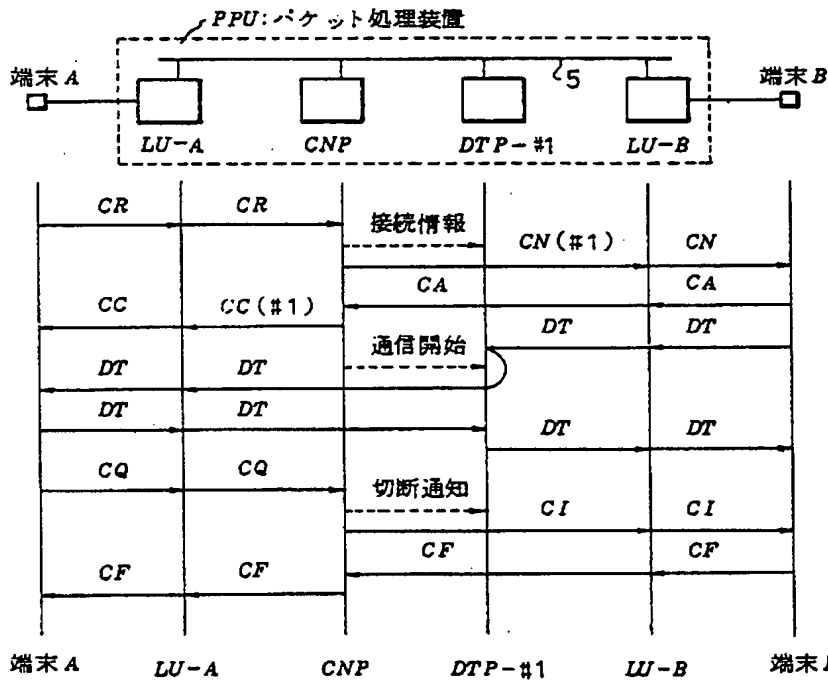 PPU:パケット処理装置
端末A
5
端末B
LU-A CNP DTP-#1 LU-B
CR CR
接続情報
CN(#1) CN
CA CA
CC CC(#1)
DT DT
通信開始
DT DT
DT DT
DT DT
CQ CQ
切断通知
CI CI
CF CF
CF CF
端末A LU-A CNP DTP-#1 LU-B 端末